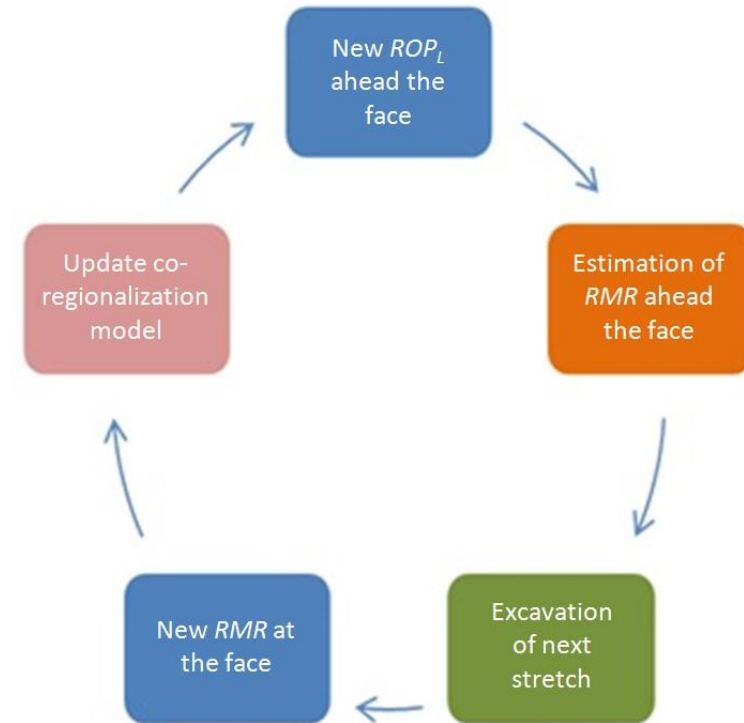 New ROP_L
ahead the
face
Estimation of
RMR ahead
the face
Excavation
of next
stretch
New RMR at
the face
Update co-
regionalization
model